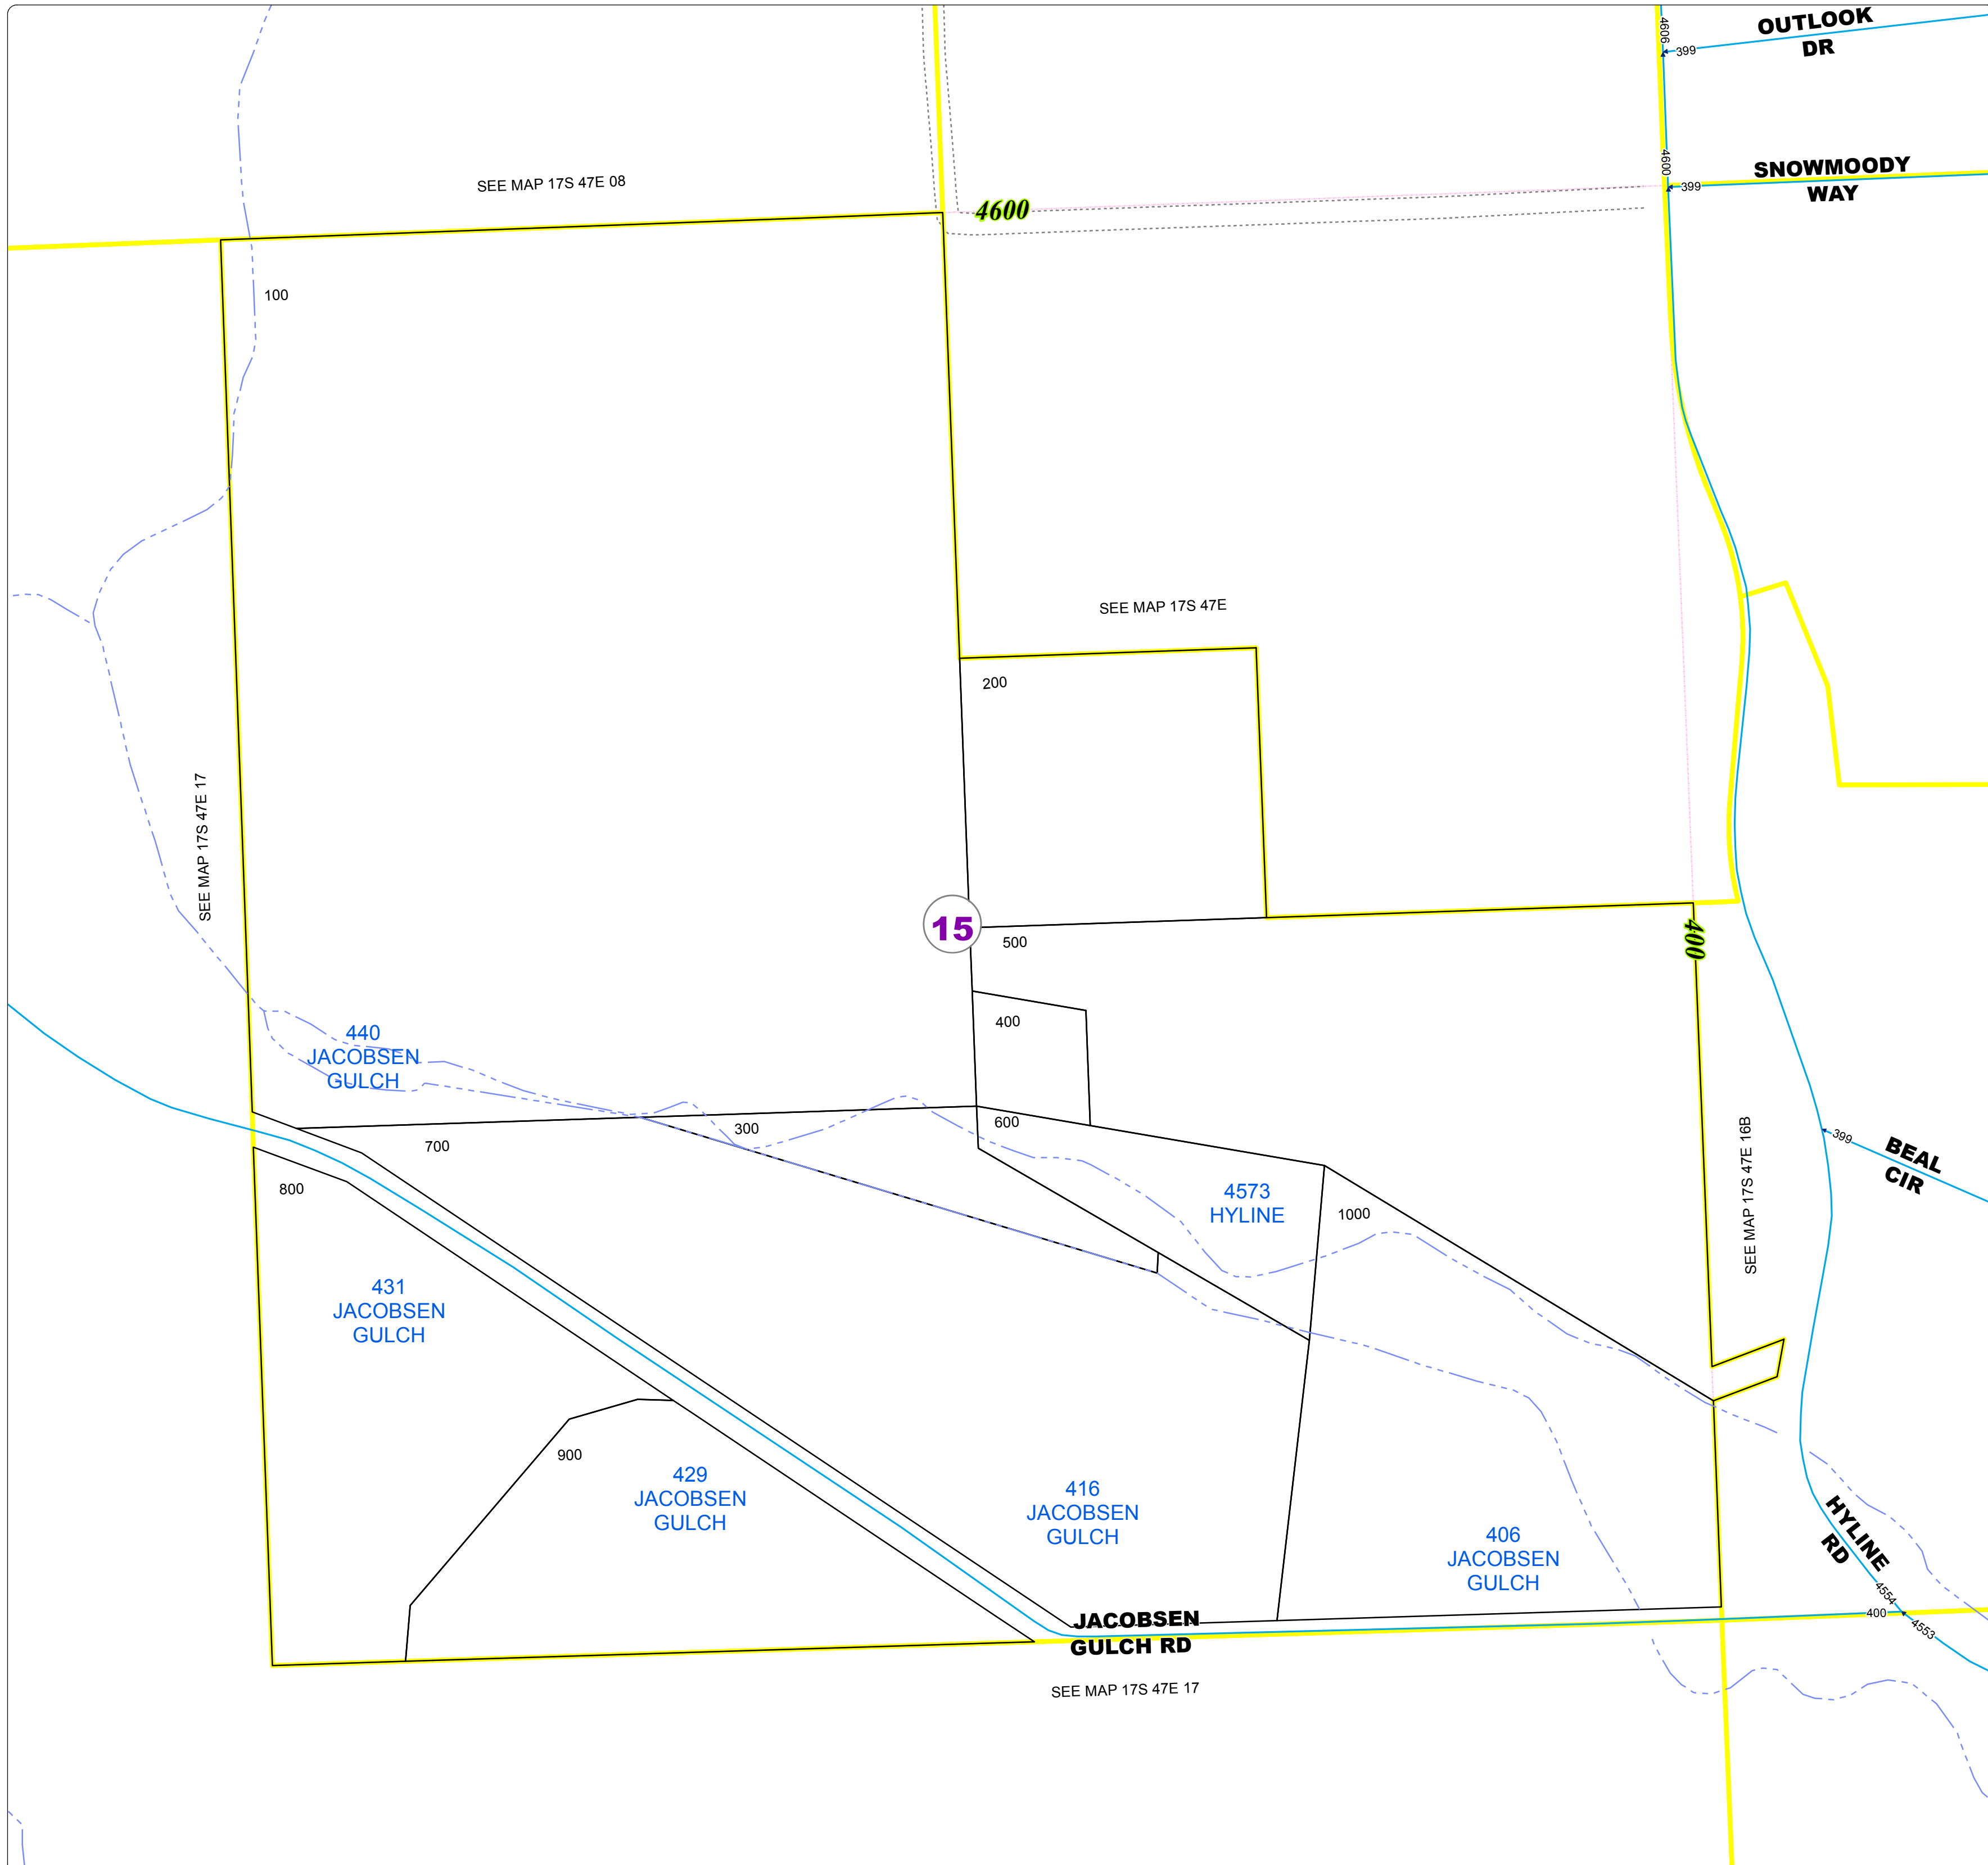 4606
OUTLOOK
DR
399
SEE MAP 17S 47E 08
4600
4600
399
SNOWMOODY
WAY
100
SEE MAP 17S 47E
200
SEE MAP 17S 47E 17
15
500
400
400
440
JACOBSEN
GULCH
700
300
600
800
4573
HYLINE
1000
SEE MAP 17S 47E 16B
399
BEAL
CIR
431
JACOBSEN
GULCH
900
429
JACOBSEN
GULCH
416
JACOBSEN
GULCH
406
JACOBSEN
GULCH
HYLINE
RD
4554
400
4553
JACOBSEN
GULCH RD
SEE MAP 17S 47E 17